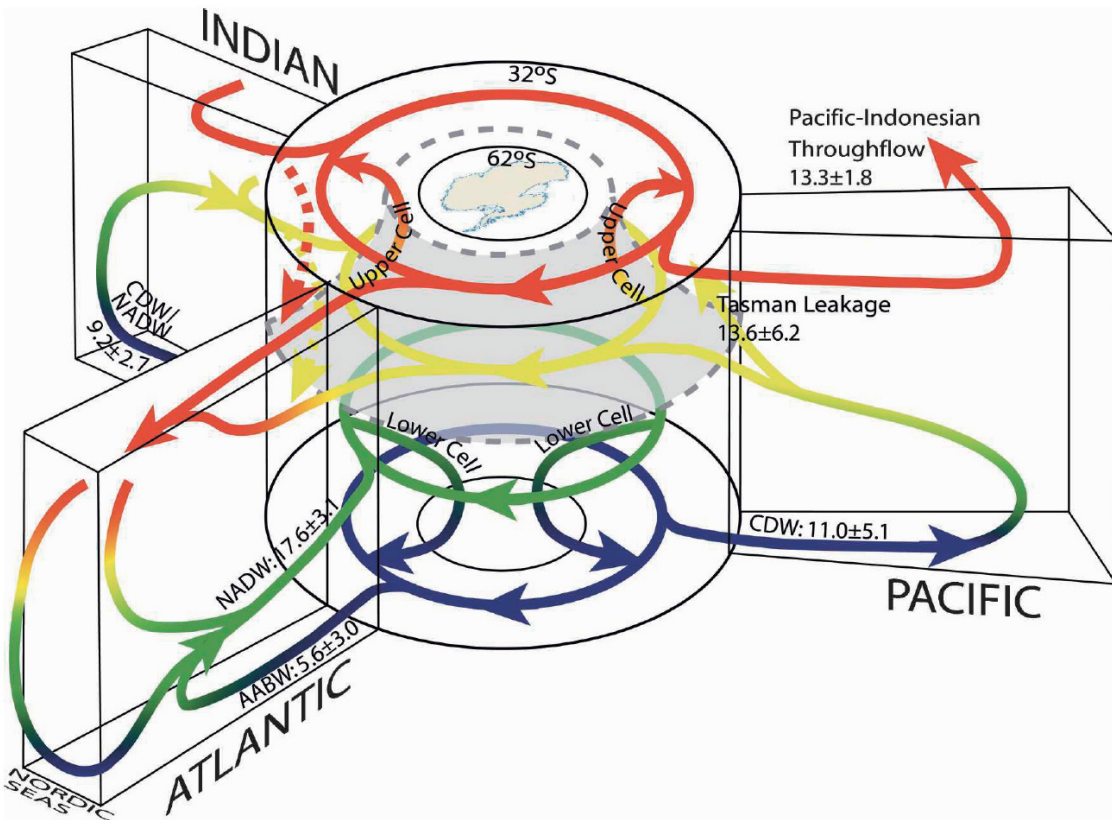 INDIAN
32ºS
62ºS
Pacific-Indonesian
Throughflow
13.3±1.8
Upper Cell
Upper Cell
CDW/
NADW
9.2±2.7
Tasman Leakage
13.6±6.2
Lower Cell
Lower Cell
CDW: 11.0±5.1
NADW: 17.6±3.1
PACIFIC
AABW: 5.6±3.0
ATLANTIC
NORDIC
SEAS